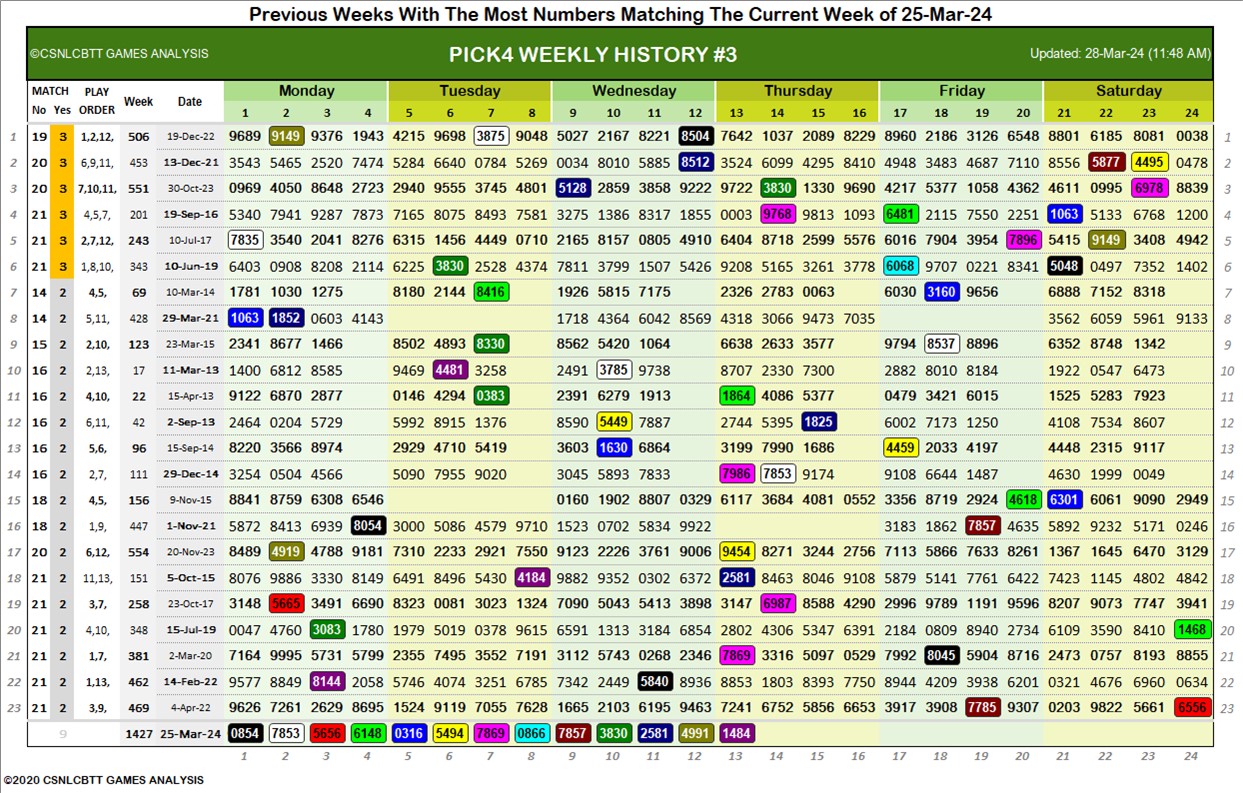 Previous Weeks With The Most Numbers Matching The Current Week of 25-Mar-24
©CSNLCBTT GAMES ANALYSIS PICK4 WEEKLY HISTORY #3 Updated: 28-Mar-24 (11:48 AM)
MATCH PLAY Week Date Monday Tuesday Wednesday Thursday Friday Saturday
No Yes ORDER 1 2 3 4 5 6 7 8 9 10 11 12 13 14 15 16 17 18 19 20 21 22 23 24
1 19 3 1,2,12, 506 19-Dec-22 9689 9149 9376 1943 4215 9698 3875 9048 5027 2167 8221 8504 7642 1037 2089 8229 8960 2186 3126 6548 8801 6185 8081 0038 1
2 20 3 6,9,11, 453 13-Dec-21 3543 5465 2520 7474 5284 6640 0784 5269 0034 8010 5885 8512 3524 6099 4295 8410 4948 3483 4687 7110 8556 5877 4495 0478 2
3 20 3 7,10,11, 551 30-Oct-23 0969 4050 8648 2723 2940 9555 3745 4801 5128 2859 3858 9222 9722 3830 1330 9690 4217 5377 1058 4362 4611 0995 6978 8839 3
4 21 3 4,5,7, 201 19-Sep-16 5340 7941 9287 7873 7165 8075 8493 7581 3275 1386 8317 1855 0003 9768 9813 1093 6481 2115 7550 2251 1063 5133 6768 1200 4
5 21 3 2,7,12, 243 10-Jul-17 7835 3540 2041 8276 6315 1456 4449 0710 2165 8157 0805 4910 6404 8718 2599 5576 6016 7904 3954 7896 5415 9149 3408 4942 5
6 21 3 1,8,10, 343 10-Jun-19 6403 0908 8208 2114 6225 3830 2528 4374 7811 3799 1507 5426 9208 5165 3261 3778 6068 9707 0221 8341 5048 0497 7352 1402 6
7 14 2 4,5, 69 10-Mar-14 1781 1030 1275 8180 2144 8416 1926 5815 7175 2326 2783 0063 6030 3160 9656 6888 7152 8318 7
8 14 2 5,11, 428 29-Mar-21 1063 1852 0603 4143 1718 4364 6042 8569 4318 3066 9473 7035 3562 6059 5961 9133 8
9 15 2 2,10, 123 23-Mar-15 2341 8677 1466 8502 4893 8330 8562 5420 1064 6638 2633 3577 9794 8537 8896 6352 8748 1342 9
10 16 2 2,13, 17 11-Mar-13 1400 6812 8585 9469 4481 3258 2491 3785 9738 8707 2330 7300 2882 8010 8184 1922 0547 6473 10
11 16 2 4,10, 22 15-Apr-13 9122 6870 2877 0146 4294 0383 2391 6279 1913 1864 4086 5377 0479 3421 6015 1525 5283 7923 11
12 16 2 6,11, 42 2-Sep-13 2464 0204 5729 5992 8915 1376 8590 5449 7887 2744 5395 1825 6002 7173 1250 4108 7534 8607 12
13 16 2 5,6, 96 15-Sep-14 8220 3566 8974 2929 4710 5419 3603 1630 6864 3199 7990 1686 4459 2033 4197 4448 2315 9117 13
14 16 2 2,7, 111 29-Dec-14 3254 0504 4566 5090 7955 9020 3045 5893 7833 7986 7853 9174 9108 6644 1487 4630 1999 0049 14
15 18 2 4,5, 156 9-Nov-15 8841 8759 6308 6546 0160 1902 8807 0329 6117 3684 4081 0552 3356 8719 2924 4618 6301 6061 9090 2949 15
16 18 2 1,9, 447 1-Nov-21 5872 8413 6939 8054 3000 5086 4579 9710 1523 0702 5834 9922 3183 1862 7857 4635 5892 9232 5171 0246 16
17 20 2 6,12, 554 20-Nov-23 8489 4919 4788 9181 7310 2233 2921 7550 9123 2226 3761 9006 9454 8271 3244 2756 7113 5866 7633 8261 1367 1645 6470 3129 17
18 21 2 11,13, 151 5-Oct-15 8076 9886 3330 8149 6491 8496 5430 4184 9882 9352 0302 6372 2581 8463 8046 9108 5879 5141 7761 6422 7423 1145 4802 4842 18
19 21 2 3,7, 258 23-Oct-17 3148 5665 3491 6690 8323 0081 3023 1324 7090 5043 5413 3898 3147 6987 8588 4290 2996 9789 1191 9596 8207 9073 7747 3941 19
20 21 2 4,10, 348 15-Jul-19 0047 4760 3083 1780 1979 5019 5200 9615 6591 1313 3184 6854 2802 4306 5347 6391 2184 0809 8940 2734 6109 3590 8410 1468 20
21 21 2 1,7, 381 2-Mar-20 7164 9995 5731 5799 2355 7495 3552 7191 3112 5743 0268 2346 7869 3316 5097 0529 7992 8045 5904 8716 2473 0757 8193 3855 21
22 21 2 1,13, 462 14-Feb-22 9577 8849 8144 2058 5746 4074 3251 6785 7342 2449 5840 8936 8853 1803 8393 7750 8944 4209 3938 6201 0321 4676 6960 0634 22
23 21 2 3,9, 469 4-Apr-22 9626 7261 2629 8695 1524 9119 7055 7628 1665 2103 6195 9463 7241 6752 5856 6653 3917 3908 7785 9307 0203 9822 5661 6556 23
9 1427 25-Mar-24 0854 7853 5656 6148 0316 5494 7869 0866 7857 3830 2581 4991 1484
1 2 3 4 5 6 7 8 9 10 11 12 13 14 15 16 17 18 19 20 21 22 23 24
©2020 CSNLCBTT GAMES ANALYSIS